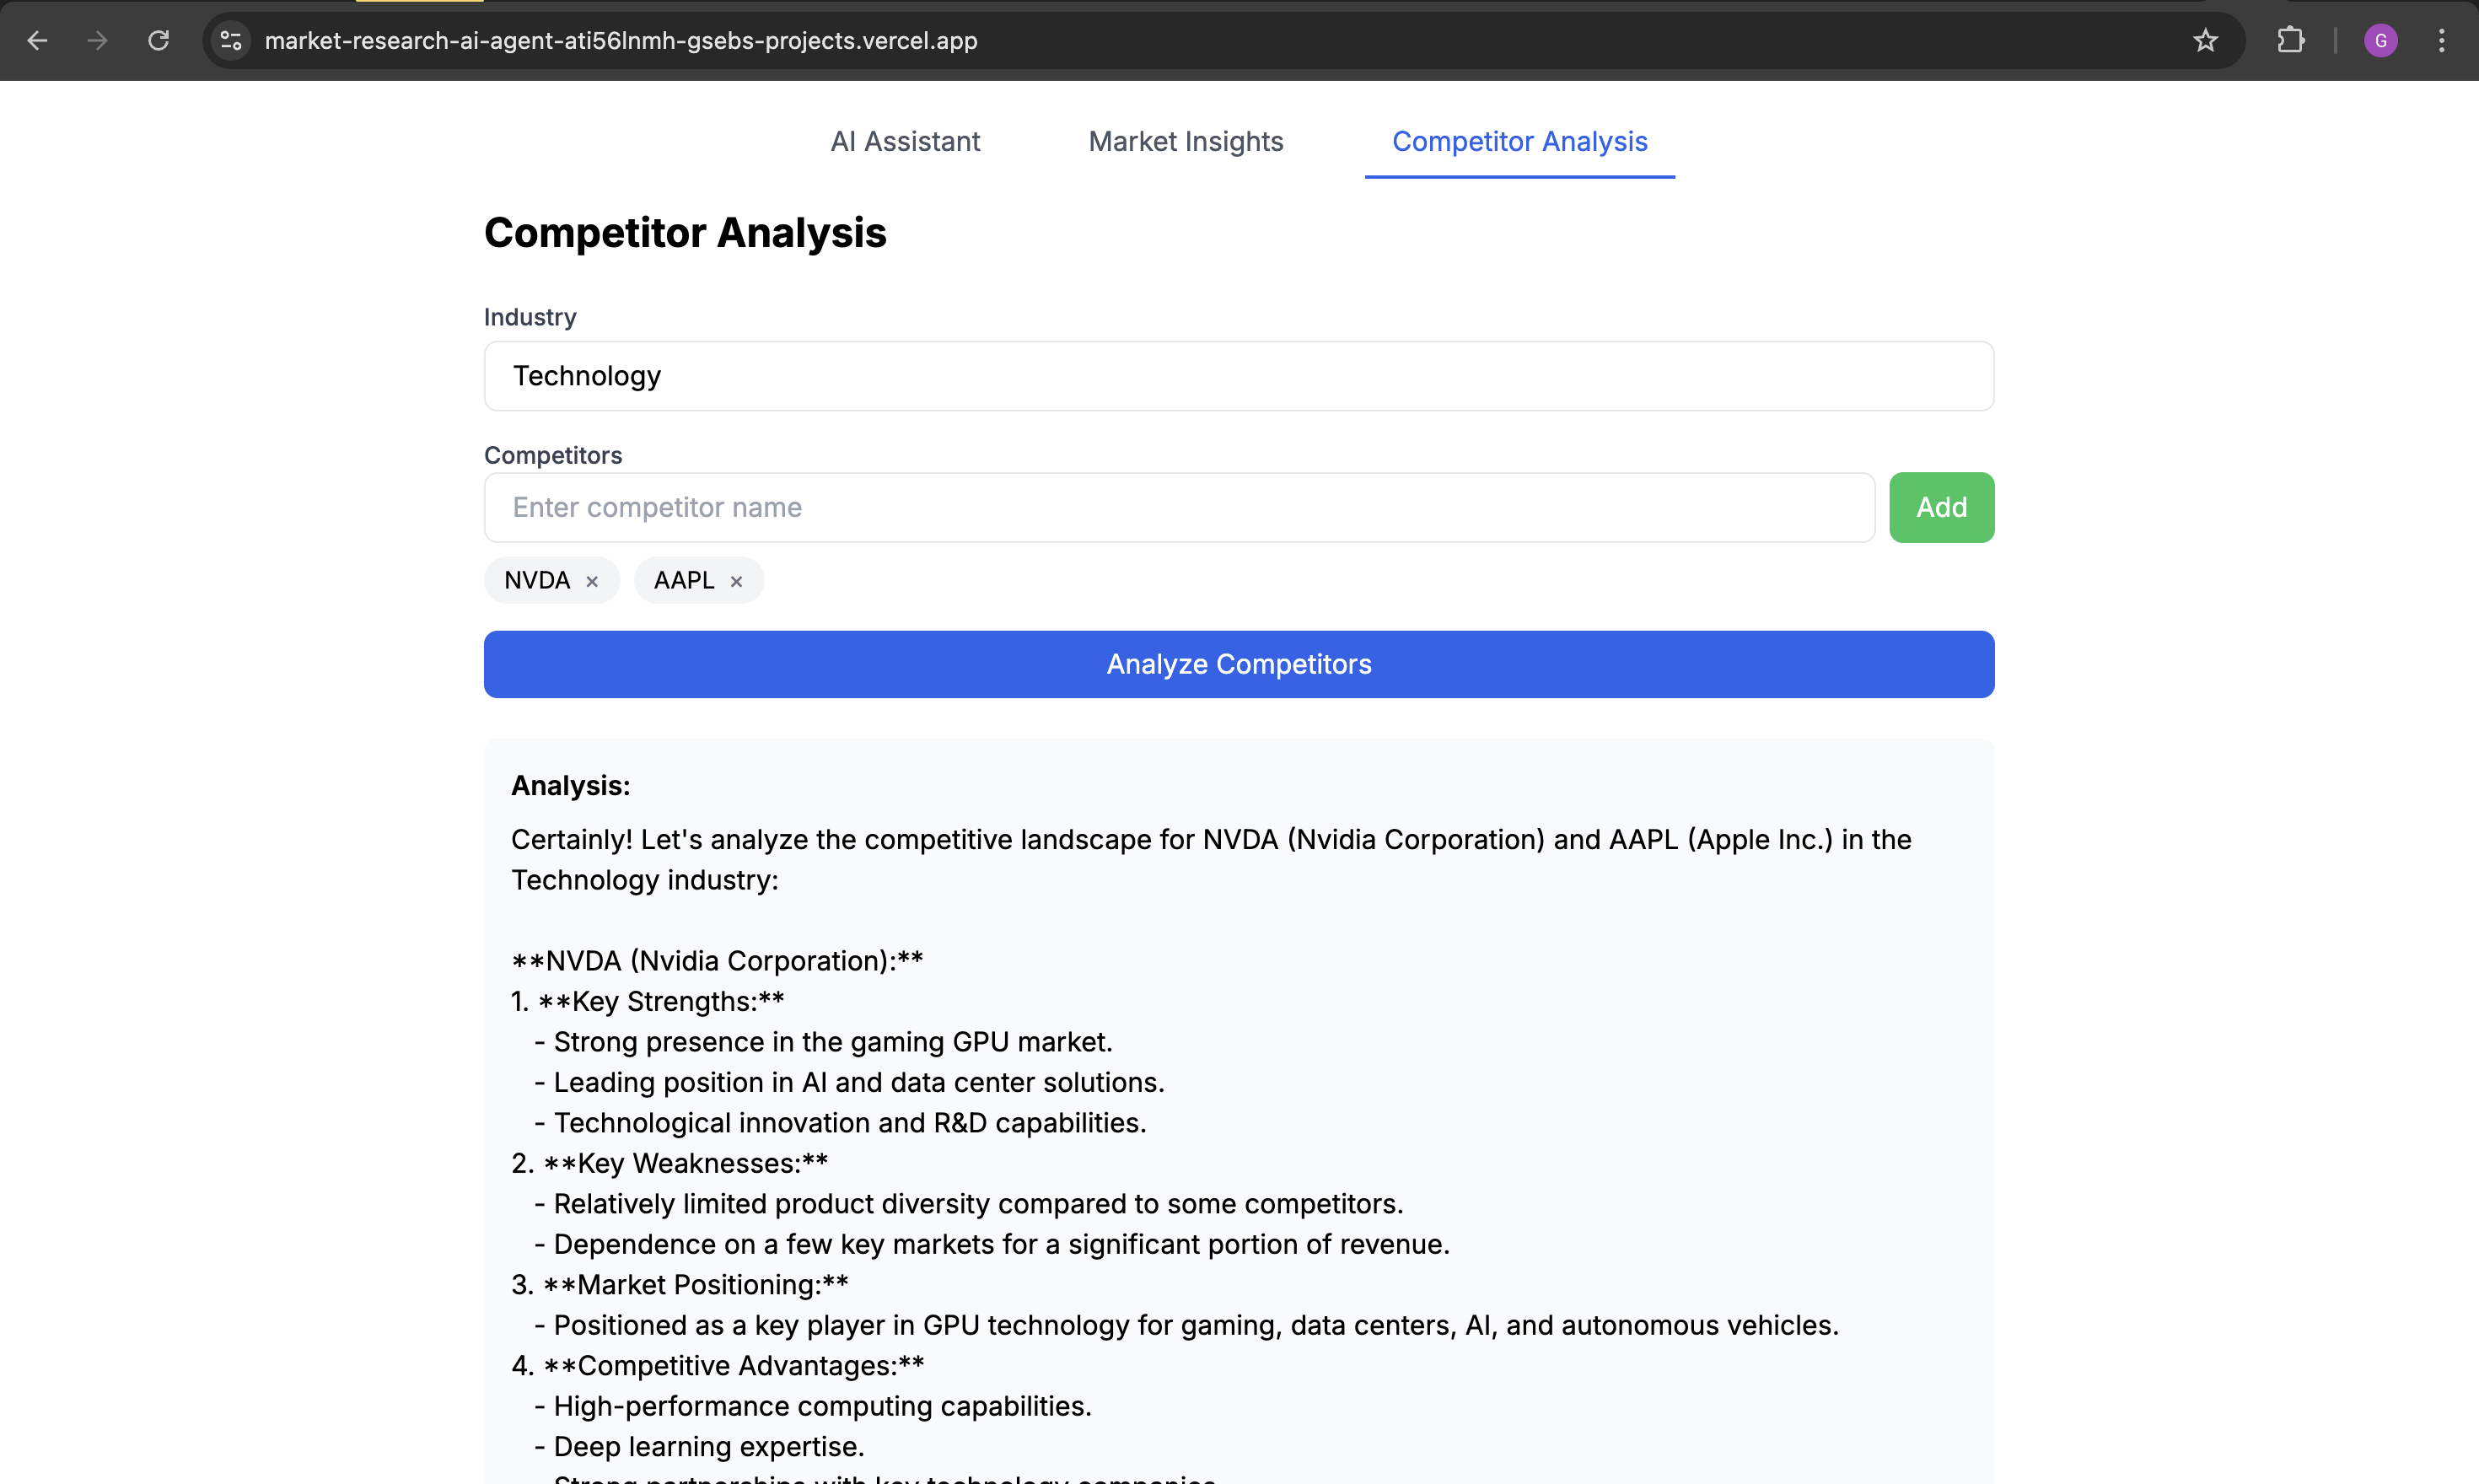 market-research-ai-agent-ati56lnmh-gsebs-projects.vercel.app
G
AI Assistant
Market Insights
Competitor Analysis
Competitor Analysis
Industry
Technology
Competitors
Enter competitor name
Add
NVDA ×
AAPL ×
Analyze Competitors
Analysis:
Certainly! Let's analyze the competitive landscape for NVDA (Nvidia Corporation) and AAPL (Apple Inc.) in the
Technology industry:
**NVDA (Nvidia Corporation):**
1. **Key Strengths:**
- Strong presence in the gaming GPU market.
- Leading position in AI and data center solutions.
- Technological innovation and R&D capabilities.
2. **Key Weaknesses:**
- Relatively limited product diversity compared to some competitors.
- Dependence on a few key markets for a significant portion of revenue.
3. **Market Positioning:**
- Positioned as a key player in GPU technology for gaming, data centers, AI, and autonomous vehicles.
4. **Competitive Advantages:**
- High-performance computing capabilities.
- Deep learning expertise.
- Strong partnerships with key technology companies.